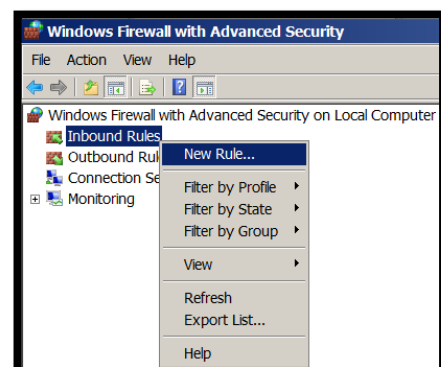 Windows Firewall with Advanced Security
File Action View Help
Windows Firewall with Advanced Security on Local Computer
Inbound Rules
Outbound Rul
Connection Se
Monitoring
New Rule...
Filter by Profile
Filter by State
Filter by Group
View
Refresh
Export List...
Help